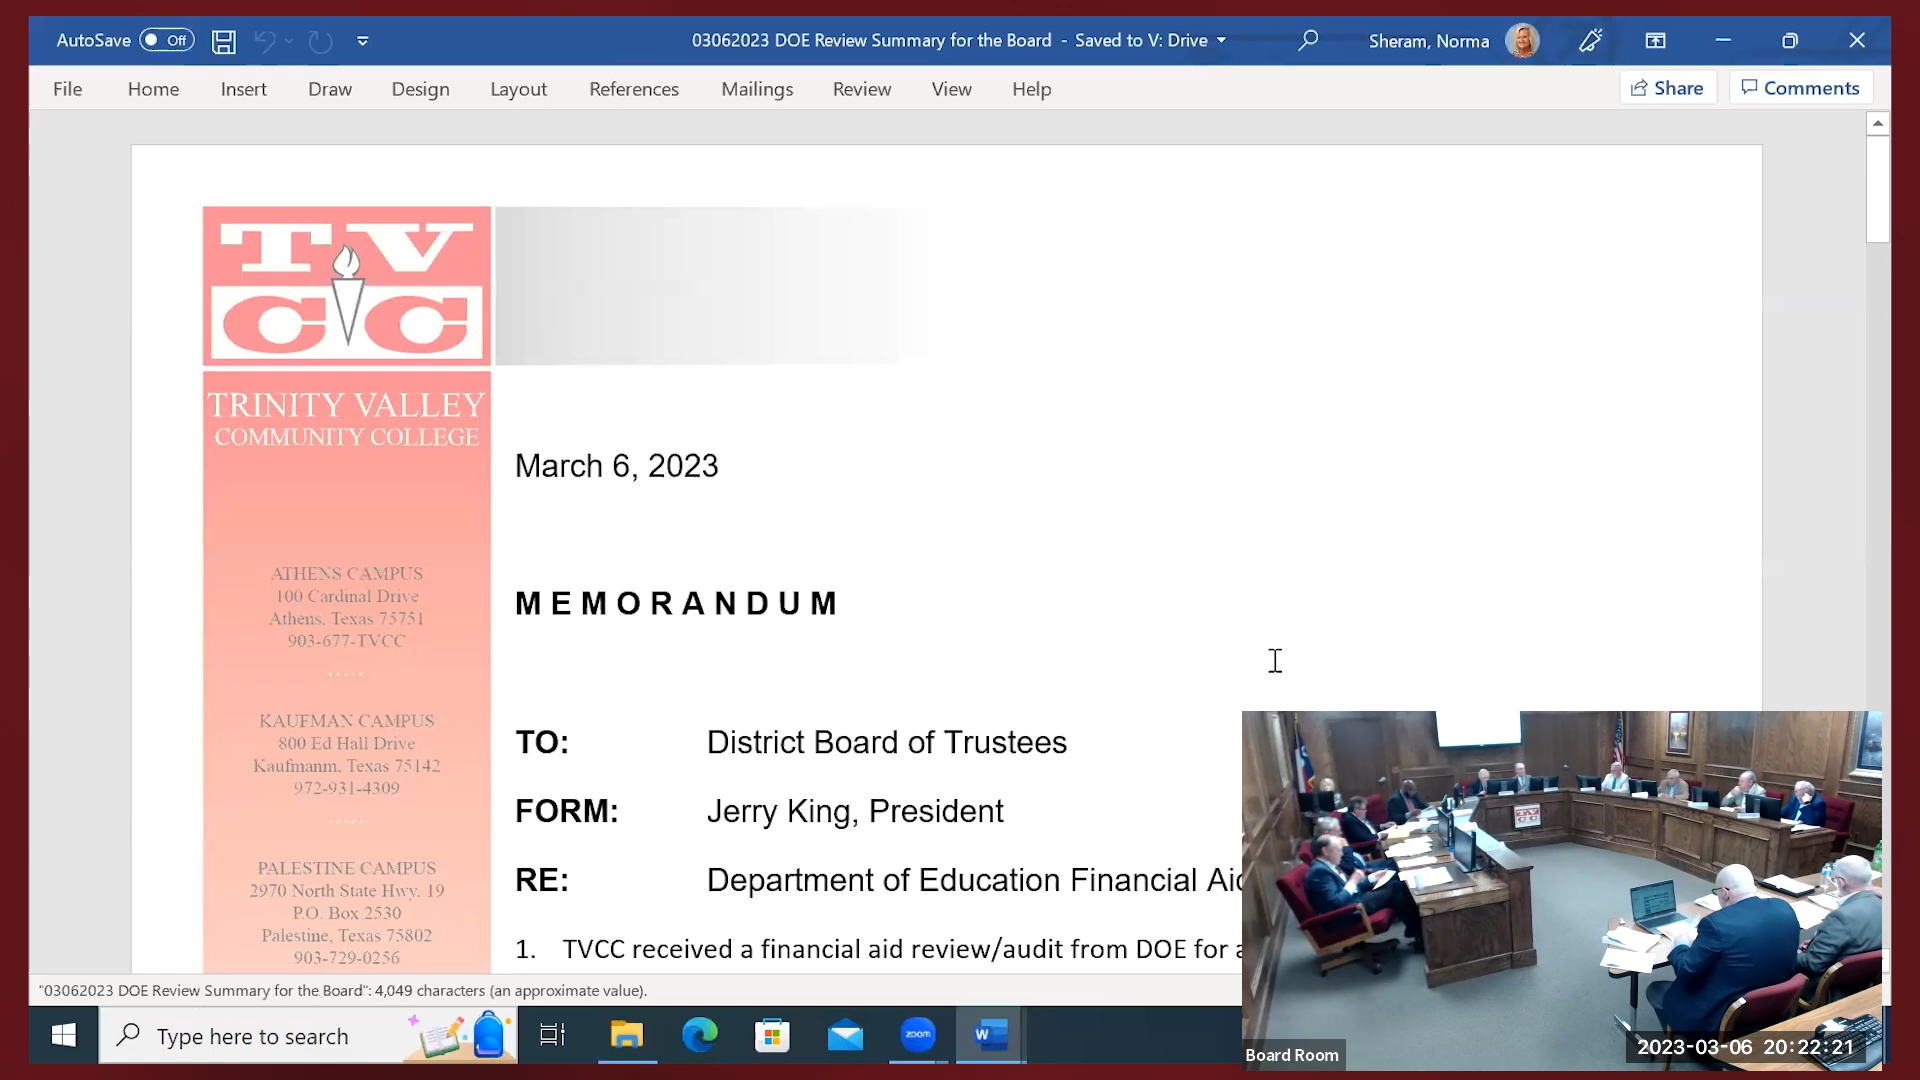 AutoSave Off 03062023 DOE Review Summary for the Board - Saved to V: Drive Sheram, Norma
File Home Insert Draw Design Layout References Mailings Review View Help Share Comments
TV
CC
TRINITY VALLEY
COMMUNITY COLLEGE
March 6, 2023
ATHENS CAMPUS
100 Cardinal Drive
Athens, Texas 75751
903-677-TVCC
.....
MEMORANDUM
KAUFMAN CAMPUS
800 Ed Hall Drive
Kaufmanm, Texas 75142
972-931-4309
.....
TO: District Board of Trustees
FORM: Jerry King, President
PALESTINE CAMPUS
2970 North State Hwy. 19
P.O. Box 2530
Palestine, Texas 75802
903-729-0256
RE: Department of Education Financial Aid
1. TVCC received a financial aid review/audit from DOE for a
"03062023 DOE Review Summary for the Board": 4,049 characters (an approximate value).
Type here to search
zoom
W
TV
CC
Board Room
2023-03-06 20:22:21